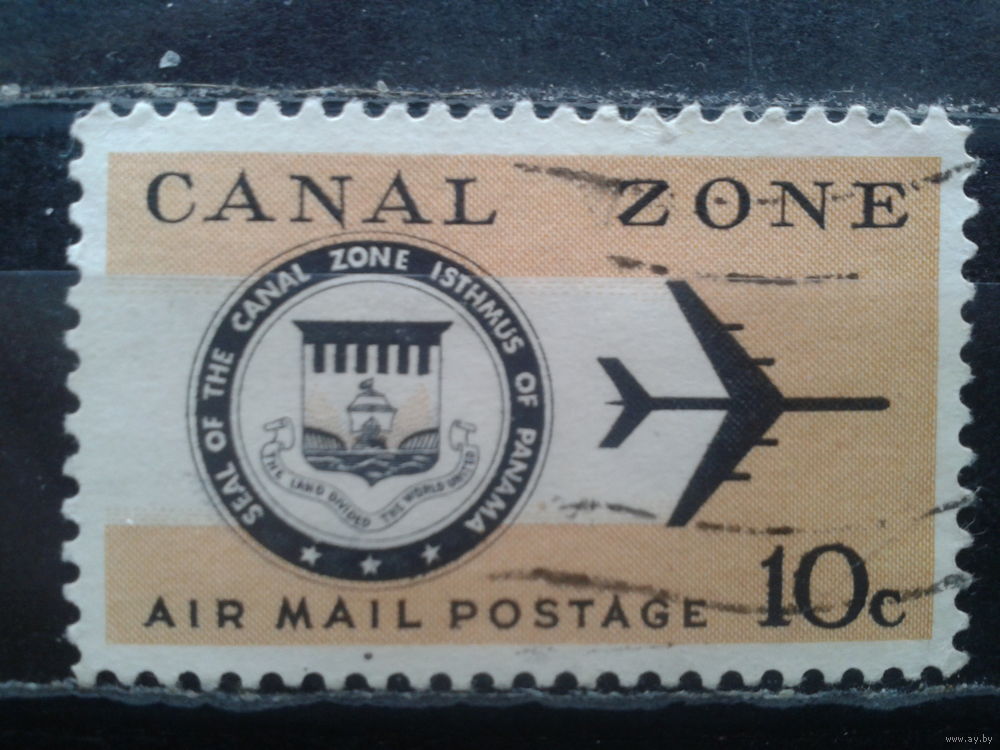 CANAL ZONE
SEAL OF THE CANAL ZONE ISTHMUS OF PANAMA
THE LAND DIVIDED THE WORLD UNITED
AIR MAIL POSTAGE 10c
www.ay.by